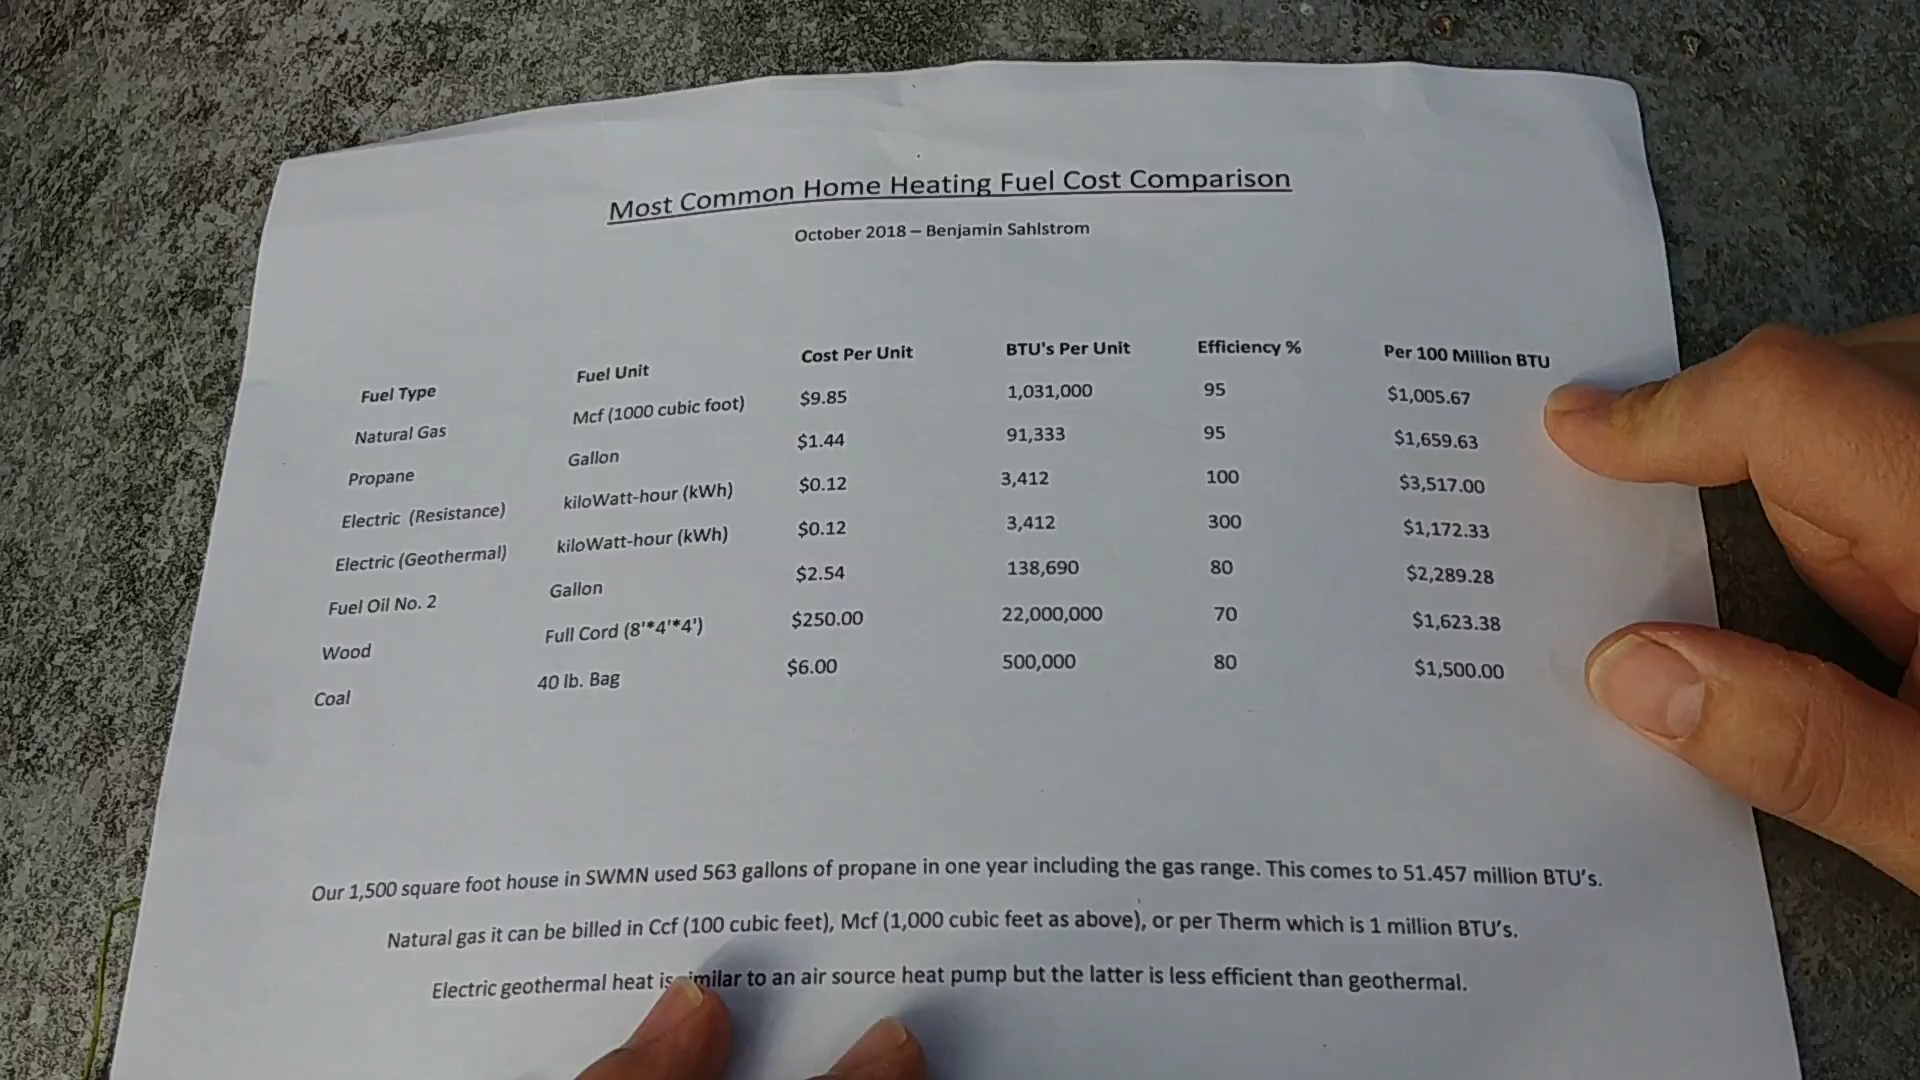 Most Common Home Heating Fuel Cost Comparison
October 2018 – Benjamin Sahlstrom
Fuel Type Fuel Unit Cost Per Unit BTU's Per Unit Efficiency % Per 100 Million BTU
Natural Gas Mcf (1000 cubic foot) $9.85 1,031,000 95 $1,005.67
Propane Gallon $1.44 91,333 95 $1,659.63
Electric (Resistance) kiloWatt-hour (kWh) $0.12 3,412 100 $3,517.00
Electric (Geothermal) kiloWatt-hour (kWh) $0.12 3,412 300 $1,172.33
Fuel Oil No. 2 Gallon $2.54 138,690 80 $2,289.28
Wood Full Cord (8'*4'*4') $250.00 22,000,000 70 $1,623.38
Coal 40 lb. Bag $6.00 500,000 80 $1,500.00
Our 1,500 square foot house in SWMN used 563 gallons of propane in one year including the gas range. This comes to 51.457 million BTU's.
Natural gas it can be billed in Ccf (100 cubic feet), Mcf (1,000 cubic feet as above), or per Therm which is 1 million BTU's.
Electric geothermal heat is similar to an air source heat pump but the latter is less efficient than geothermal.